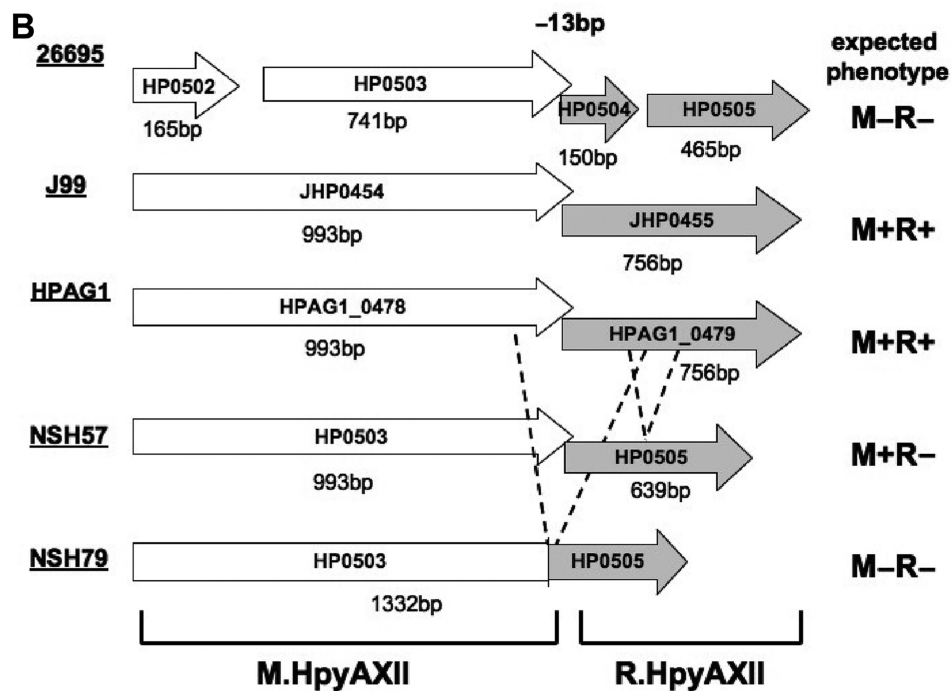 B
–13bp
26695
expected
phenotype
HP0502
HP0503
HP0504
HP0505
165bp
741bp
150bp
465bp
M–R–
J99
JHP0454
993bp
JHP0455
756bp
M+R+
HPAG1
HPAG1_0478
993bp
HPAG1_0479
756bp
M+R+
NSH57
HP0503
993bp
HP0505
639bp
M+R–
NSH79
HP0503
HP0505
1332bp
M–R–
M.HpyAXII
R.HpyAXII